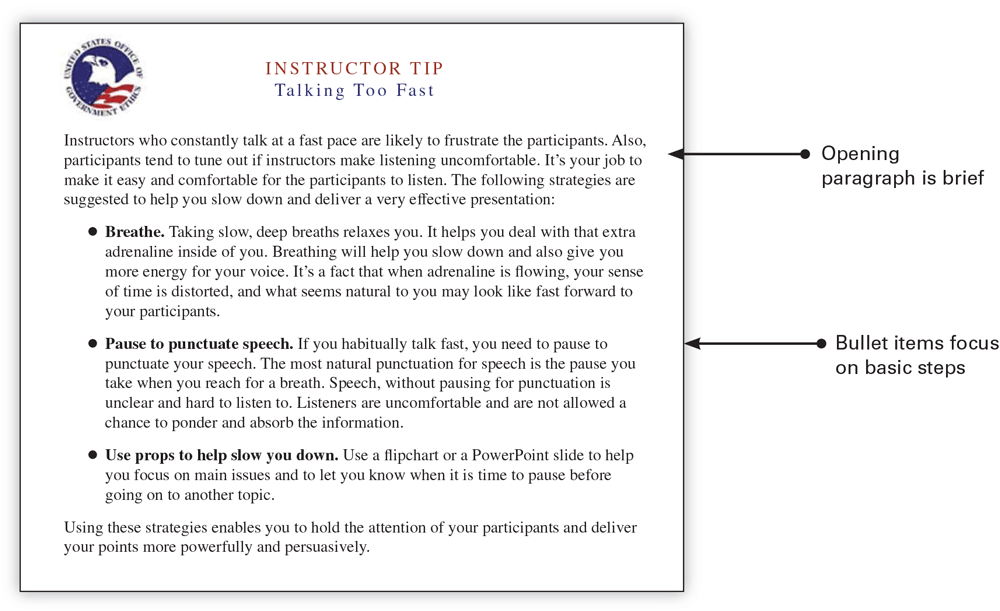 UNITED STATES OFFICE OF
GOVERNMENT ETHICS
INSTRUCTOR TIP
Talking Too Fast
Instructors who constantly talk at a fast pace are likely to frustrate the participants. Also,
participants tend to tune out if instructors make listening uncomfortable. It’s your job to
make it easy and comfortable for the participants to listen. The following strategies are
suggested to help you slow down and deliver a very effective presentation:
● Breathe. Taking slow, deep breaths relaxes you. It helps you deal with that extra
adrenaline inside of you. Breathing will help you slow down and also give you
more energy for your voice. It’s a fact that when adrenaline is flowing, your sense
of time is distorted, and what seems natural to you may look like fast forward to
your participants.
● Pause to punctuate speech. If you habitually talk fast, you need to pause to
punctuate your speech. The most natural punctuation for speech is the pause you
take when you reach for a breath. Speech, without pausing for punctuation is
unclear and hard to listen to. Listeners are uncomfortable and are not allowed a
chance to ponder and absorb the information.
● Use props to help slow you down. Use a flipchart or a PowerPoint slide to help
you focus on main issues and to let you know when it is time to pause before
going on to another topic.
Using these strategies enables you to hold the attention of your participants and deliver
your points more powerfully and persuasively.
Opening
paragraph is brief
Bullet items focus
on basic steps